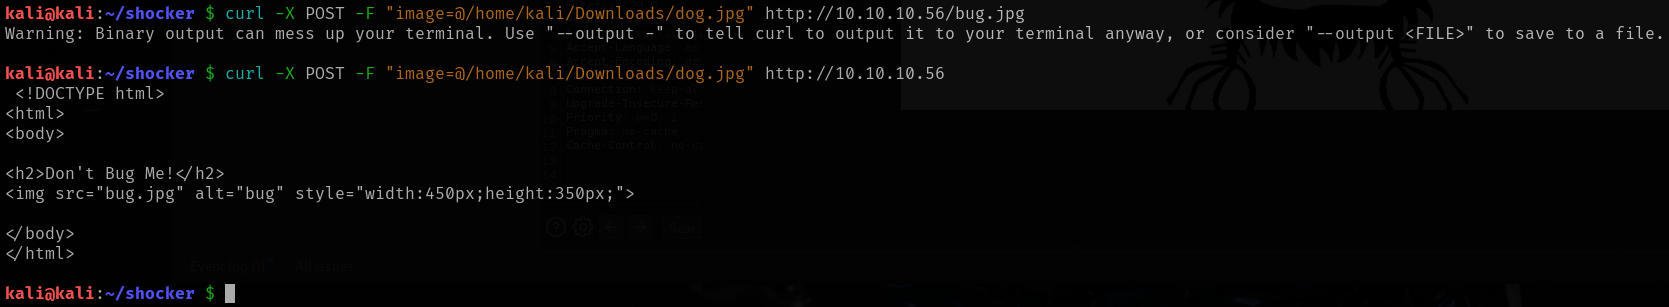 kali@kali:~/shocker $ curl -X POST -F "image=@/home/kali/Downloads/dog.jpg" http://10.10.10.56/bug.jpg
Warning: Binary output can mess up your terminal. Use "--output -" to tell curl to output it to your terminal anyway, or consider "--output <FILE>" to save to a file.
kali@kali:~/shocker $ curl -X POST -F "image=@/home/kali/Downloads/dog.jpg" http://10.10.10.56
<!DOCTYPE html>
<html>
<body>
<h2>Don't Bug Me!</h2>
<img src="bug.jpg" alt="bug" style="width:450px;height:350px;">
</body>
</html>
kali@kali:~/shocker $